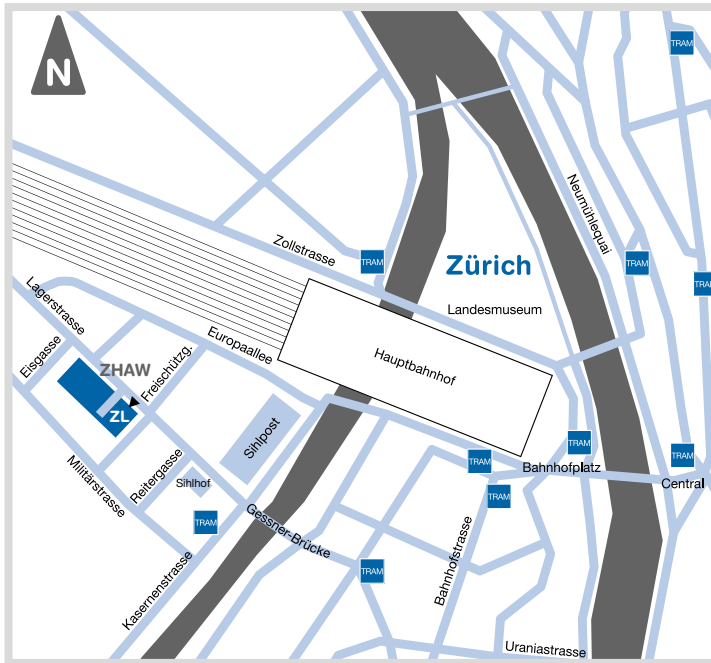 N
TRAM
Neumühlequai
Zollstrasse
TRAM
Zürich
TRAM
TRAM
Landesmuseum
Lagerstrasse
Europaallee
Hauptbahnhof
Eisgasse
ZHAW
Freischützg.
ZL
Sihlpost
Militärstrasse
Reitergasse
Sihlhof
TRAM
TRAM
TRAM
Bahnhofplatz
TRAM
Central
TRAM
Gessner-Brücke
TRAM
Bahnhofstrasse
Kasernenstrasse
Uraniastrasse